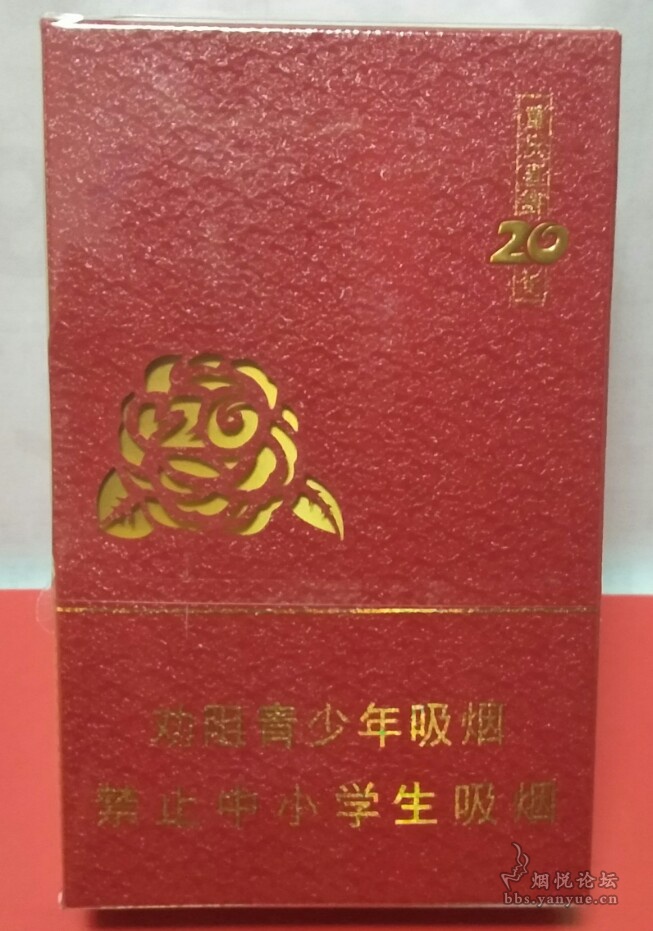 20
20
劝阻青少年吸烟
禁止中小学生吸烟
烟悦论坛
bbs.yanyue.cn